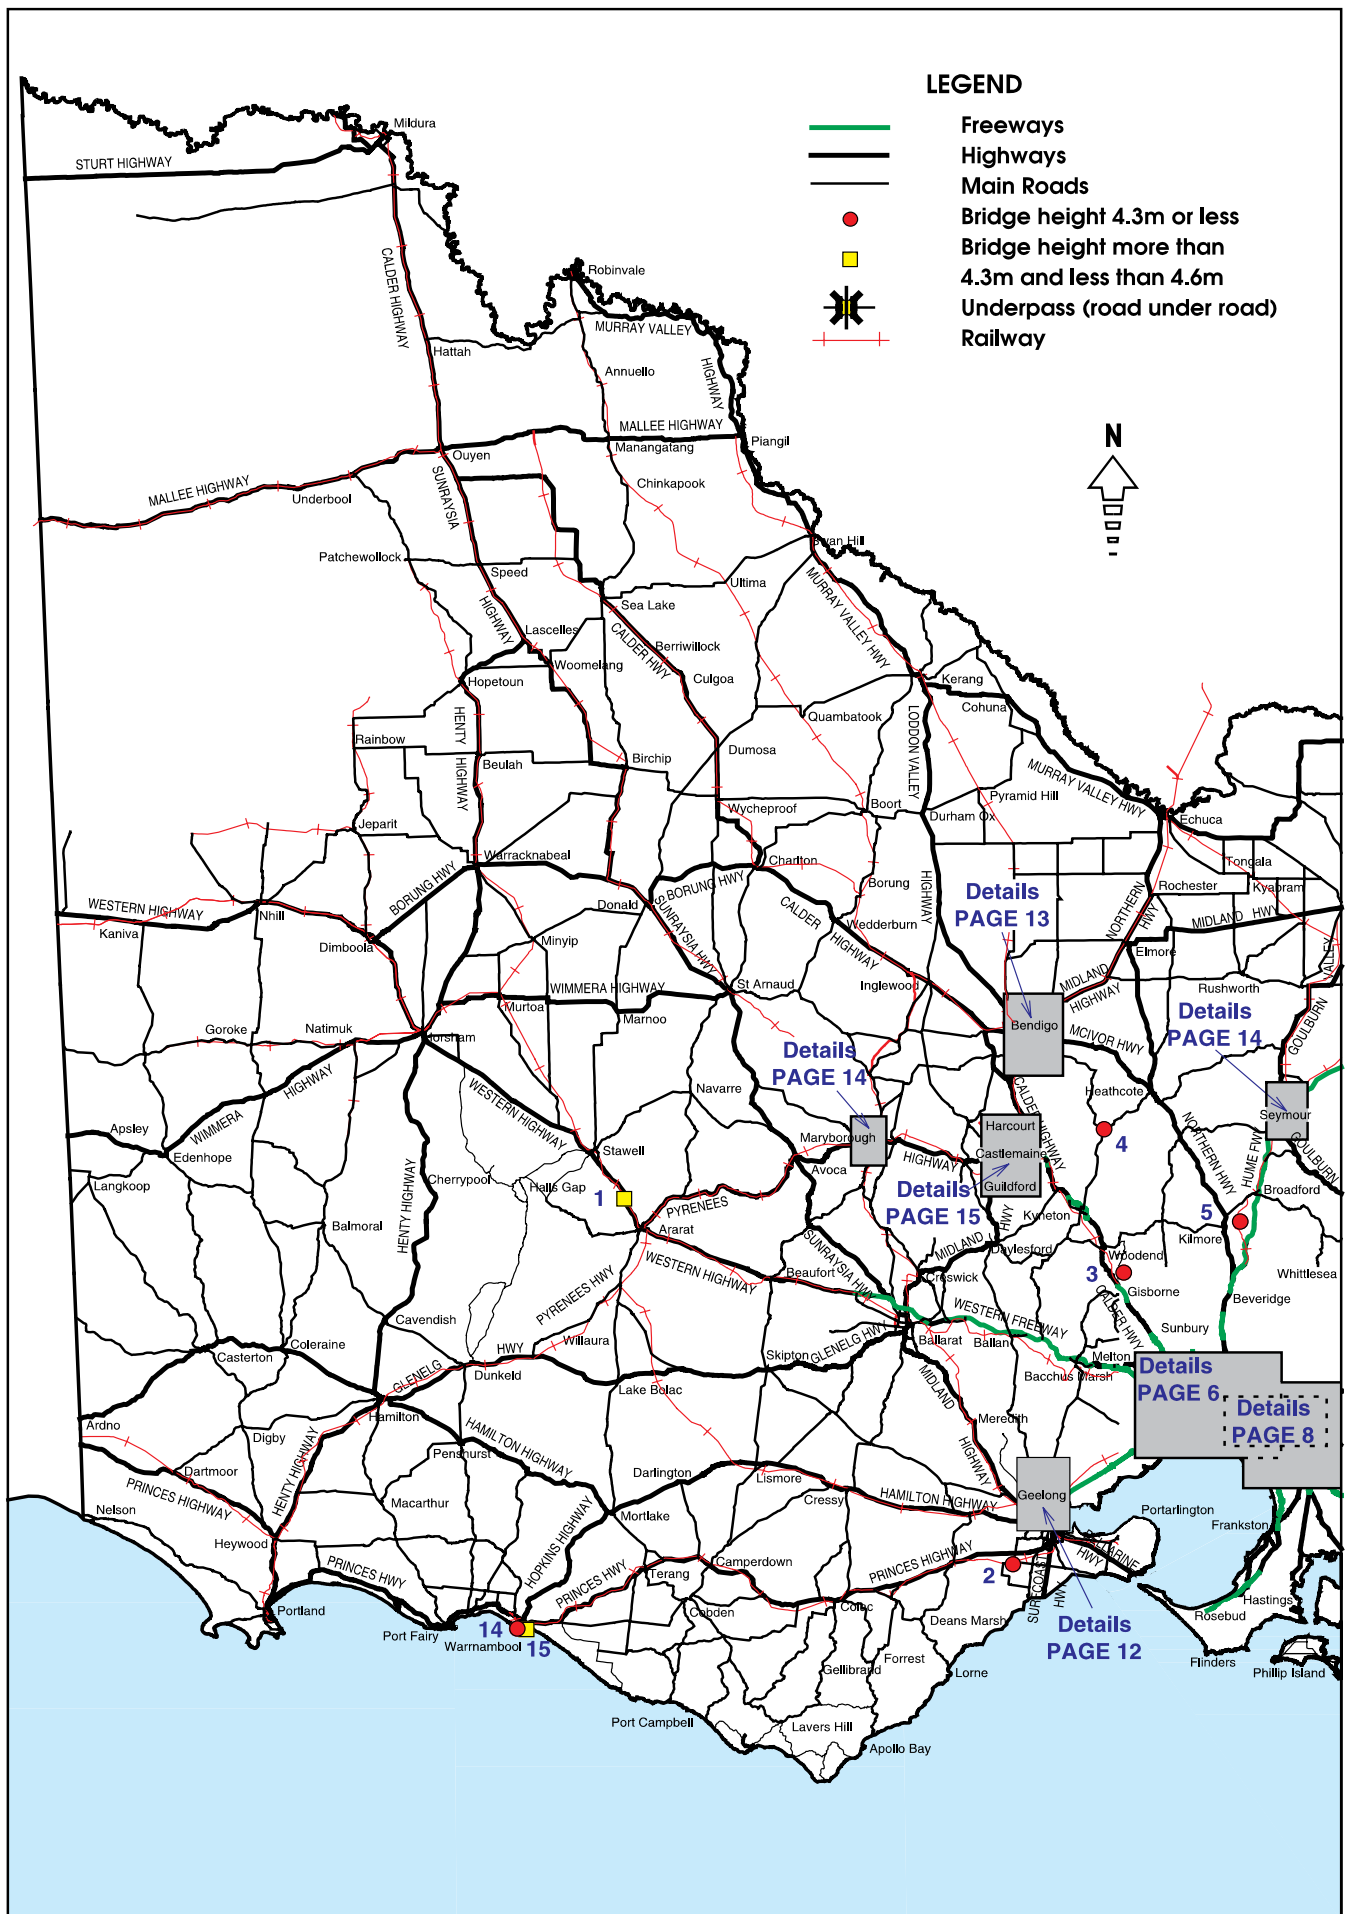 LEGEND
Freeways
Highways
Main Roads
Bridge height 4.3m or less
Bridge height more than
4.3m and less than 4.6m
Underpass (road under road)
Railway
N
Mildura
STURT HIGHWAY
CALDER HIGHWAY
Robinvale
MURRAY VALLEY
HIGHWAY
Hattah
Annuello
MALLEE HIGHWAY
Manangatang
Piangil
Ouyen
MALLEE HIGHWAY
Underbool
SUNRAYSIA
Chinkapook
Swan Hill
Patchewollock
Speed
Ultima
Sea Lake
MURRAY VALLEY HWY
HIGHWAY
Lascelles
CALDER HWY
Berriwillock
Woomelang
Culgoa
Kerang
Hopetoun
Cohuna
Quambatook
LODDON VALLEY
HENTY
HIGHWAY
Rainbow
Beulah
Birchip
Dumosa
MURRAY VALLEY HWY
Pyramid Hill
Wycheproof
Boort
Durham Ox
Echuca
Jeparit
Warracknabeal
Charlton
Tongala
BORUNG HWY
BORUNG HWY
Borung
HIGHWAY
Details
PAGE 13
Rochester
Kyabram
WESTERN HIGHWAY
Nhill
Kaniva
Donald
SUNRAYSIA HWY
CALDER
HIGHWAY
Wedderburn
NORTHERN
HWY
MIDLAND HWY
Dimboola
Minyip
Elmore
VALLEY
WIMMERA HIGHWAY
St Arnaud
Inglewood
MIDLAND
HIGHWAY
Rushworth
Murtoa
Marnoo
Goroke
Natimuk
Horsham
Bendigo
Details
PAGE 14
GOULBURN
MCIVOR HWY
Details
PAGE 14
WIMMERA
HIGHWAY
WESTERN HIGHWAY
Navarre
CALDER HIGHWAY
Heathcote
Seymour
Apsley
Edenhope
Maryborough
Harcourt
4
Stawell
Avoca
HIGHWAY
Castlemaine
NORTHERN HWY
HUME FWY
GOULBURN
Langkoop
Cherrypool
Halls Gap
Guildford
Broadford
HENTY HIGHWAY
1
PYRENEES
Details
PAGE 15
HWY
Kyneton
5
Balmoral
Ararat
MIDLAND
Daylesford
Kilmore
WESTERN HIGHWAY
SUNRAYSIA HWY
Woodend
PYRENEES HWY
Beaufort
Creswick
3
Gisborne
Whittlesea
WESTERN FREEWAY
CALDER HWY
Beveridge
Cavendish
Sunbury
Coleraine
Willaura
GLENELG HWY
Ballarat
Ballan
Casterton
GLENELG
HWY
Skipton
Melton
Dunkeld
Bacchus Marsh
Details
PAGE 6
Lake Bolac
MIDLAND
Ardno
Hamilton
Meredith
Details
PAGE 8
Digby
HAMILTON HIGHWAY
HENTY HIGHWAY
Penshurst
HIGHWAY
Dartmoor
Darlington
Lismore
PRINCES HIGHWAY
Macarthur
Cressy
HAMILTON HIGHWAY
Geelong
Nelson
Mortlake
Portarlington
Frankston
Heywood
HOPKINS HIGHWAY
BELLARINE
HWY
PRINCES HWY
PRINCES HWY
Camperdown
PRINCES HIGHWAY
Terang
2
SURFCOAST
HWY
Hastings
Portland
Cobden
Colac
Deans Marsh
Rosebud
Port Fairy
14
Warrnambool
15
Details
PAGE 12
Forrest
Flinders
Gellibrand
Lorne
Phillip Island
Port Campbell
Lavers Hill
Apollo Bay